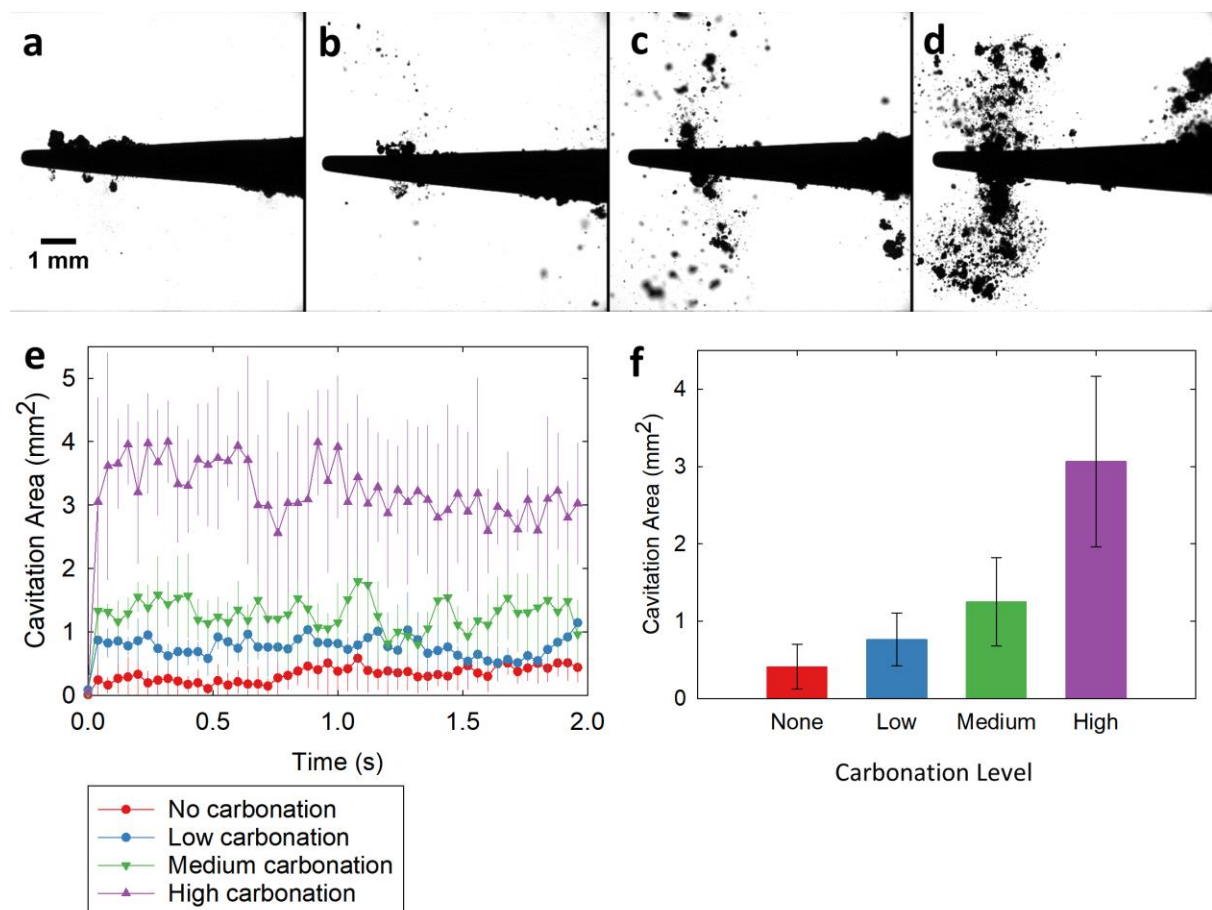 a
b
c
d
1 mm
e
5
4
3
2
1
0
Cavitation Area (mm²)
0.0
0.5
1.0
1.5
2.0
Time (s)
No carbonation
Low carbonation
Medium carbonation
High carbonation
f
4
3
2
1
0
Cavitation Area (mm²)
None
Low
Medium
High
Carbonation Level